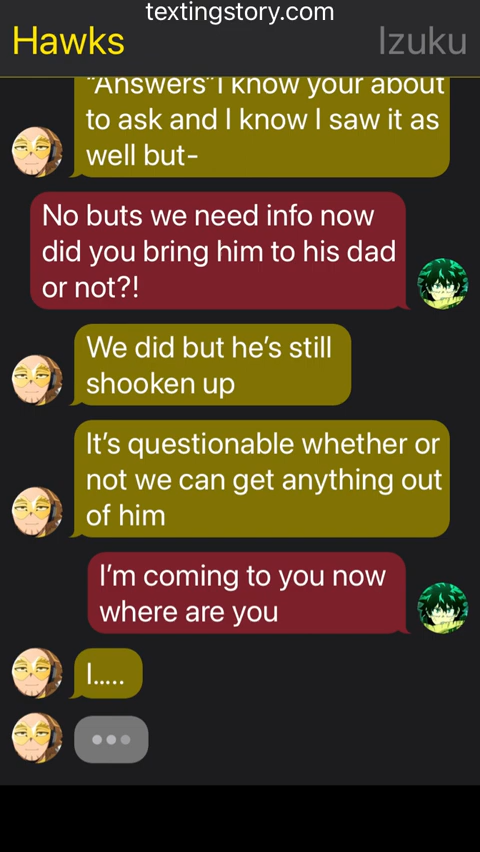 textingstory.com
Hawks
Izuku
"Answers" I know your about
to ask and I know I saw it as
well but-
No buts we need info now
did you bring him to his dad
or not?!
We did but he's still
shooken up
It's questionable whether or
not we can get anything out
of him
I'm coming to you now
where are you
I.....